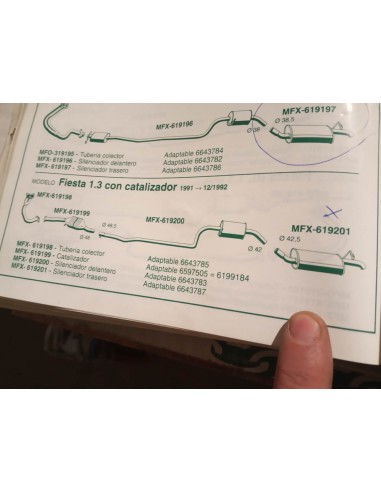 MFX-619197
Ø 38,5
MFX-619196
Ø 38
MFO-319195 - Tubería colector Adaptable 6643784
MFX-619196 - Silenciador delantero Adaptable 6643782
MFX-619197 - Silenciador trasero Adaptable 6643786
MODELO: Fiesta 1.3 con catalizador 1991 → 12/1992
MFX-619198
MFX-619199
Ø 48,5
MFX-619200
MFX-619201
Ø 48
Ø 42
Ø 42,5
MFX- 619198 - Tubería colector Adaptable 6643785
MFX- 619199 - Catalizador Adaptable 6597505 = 6199184
MFX- 619200 - Silenciador delantero Adaptable 6643783
MFX- 619201 - Silenciador trasero Adaptable 6643787